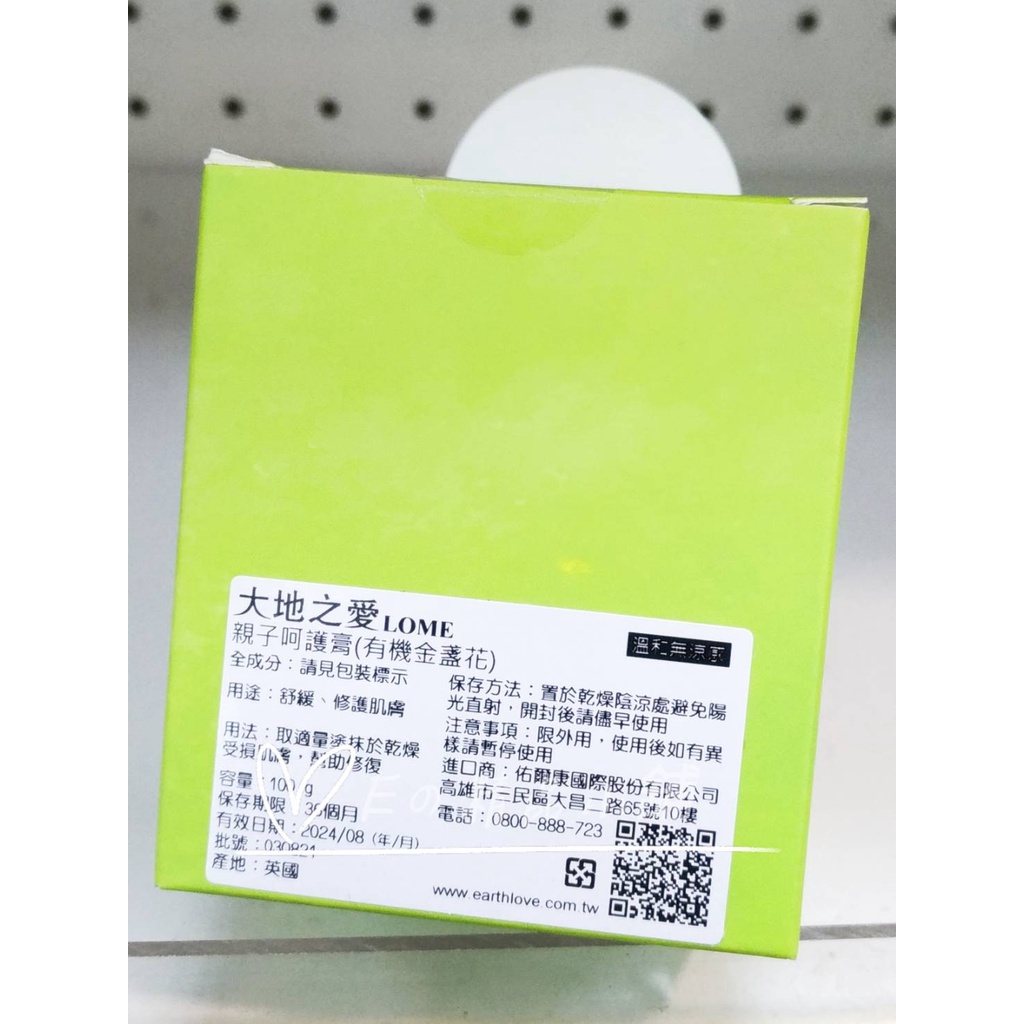 大地之愛LOME
親子呵護膏(有機金盞花)
溫和無涼感
全成分：請見包裝標示
用途：舒緩、修護肌膚
用法：取適量塗抹於乾燥
受損肌膚，幫助修復
容量：100 g
保存期限：36個月
有效日期：2024/08 (年/月)
批號：030821
產地：英國
保存方法：置於乾燥陰涼處避免陽
光直射，開封後請儘早使用
注意事項：限外用，使用後如有異
樣請暫停使用
進口商：佑爾康國際股份有限公司
高雄市三民區大昌二路65號10樓
電話：0800-888-723
www.earthlove.com.tw